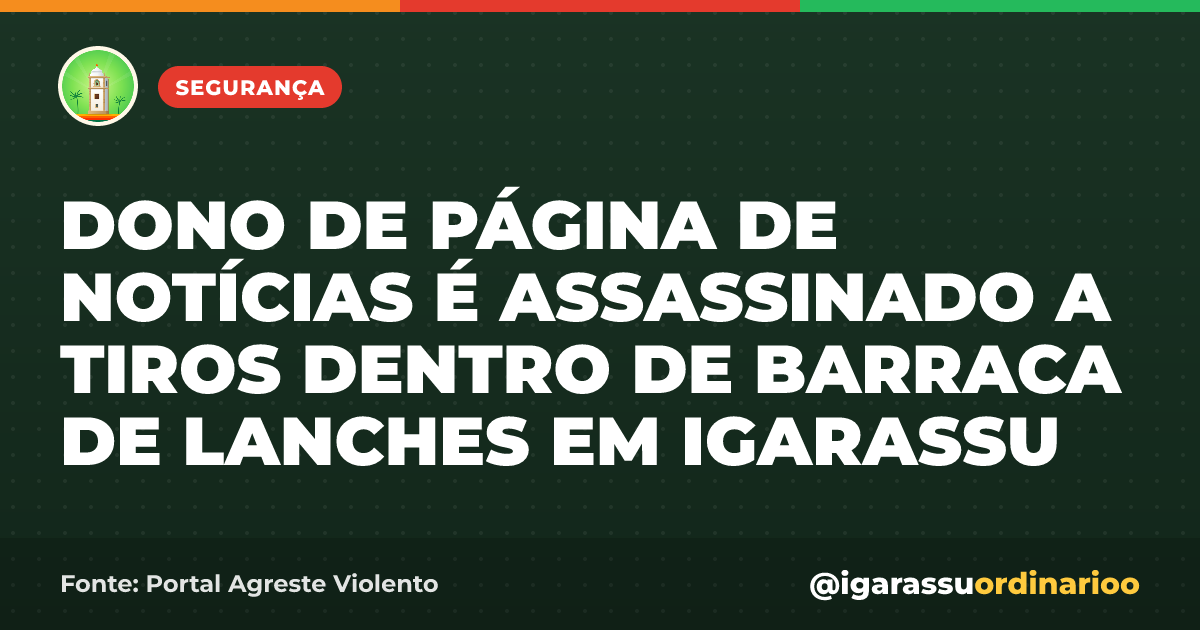 SEGURANÇA
DONO DE PÁGINA DE
NOTÍCIAS É ASSASSINADO A
TIROS DENTRO DE BARRACA
DE LANCHES EM IGARASSU
Fonte: Portal Agreste Violento
@igarassuordinarioo